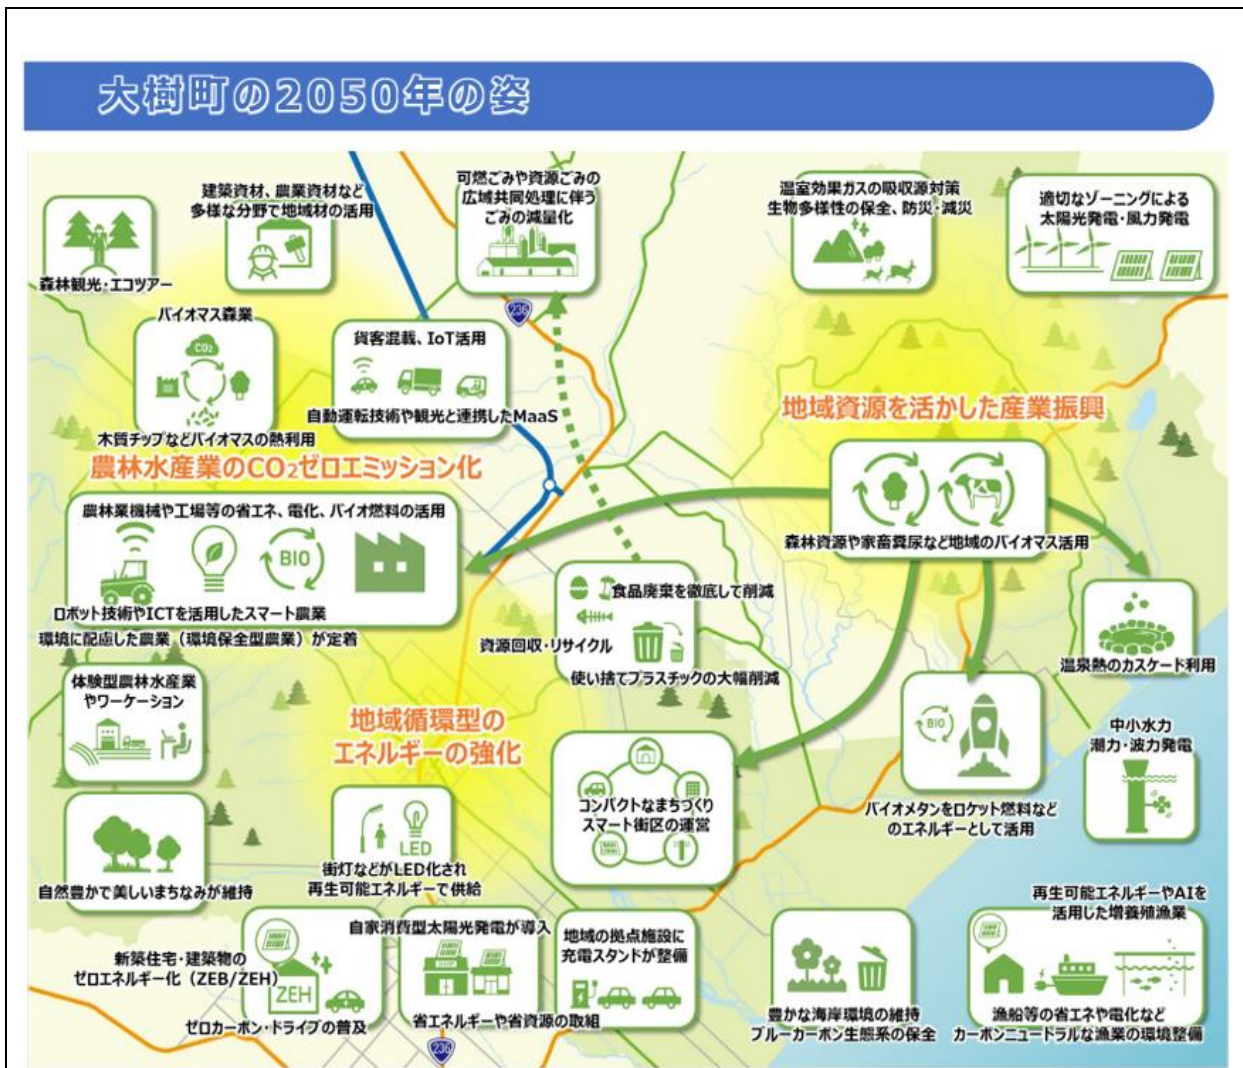 大樹町の2050年の姿
森林観光・エコツアー
建築資材、農業資材など
多様な分野で地域材の活用
可燃ごみや資源ごみの
広域共同処理に伴う
ごみの減量化
温室効果ガスの吸収源対策
生物多様性の保全、防災・減災
適切なゾーニングによる
太陽光発電・風力発電
236
バイオマス森業
CO₂
木質チップなどバイオマスの熱利用
貨客混載、IoT活用
自動運転技術や観光と連携したMaaS
地域資源を活かした産業振興
農林水産業のCO₂ゼロエミッション化
農林業機械や工場等の省エネ、電化、バイオ燃料の活用
BIO
ロボット技術やICTを活用したスマート農業
環境に配慮した農業（環境保全型農業）が定着
森林資源や家畜糞尿など地域のバイオマス活用
食品廃棄を徹底して削減
資源回収・リサイクル
使い捨てプラスチックの大幅削減
温泉熱のカスケード利用
体験型農林水産業
やワーケーション
地域循環型の
エネルギーの強化
コンパクトなまちづくり
スマート街区の運営
BIO
バイオメタンをロケット燃料など
のエネルギーとして活用
中小水力
潮力・波力発電
自然豊かで美しいまちなみが維持
LED
街灯などがLED化され
再生可能エネルギーで供給
新築住宅・建築物の
ゼロエネルギー化（ZEB/ZEH）
ZEH
ゼロカーボン・ドライブの普及
自家消費型太陽光発電が導入
SHOP
省エネルギーや省資源の取組
地域の拠点施設に
充電スタンドが整備
豊かな海岸環境の維持
ブルーカーボン生態系の保全
再生可能エネルギーやAIを
活用した増養殖漁業
漁船等の省エネや電化など
カーボンニュートラルな漁業の環境整備
236